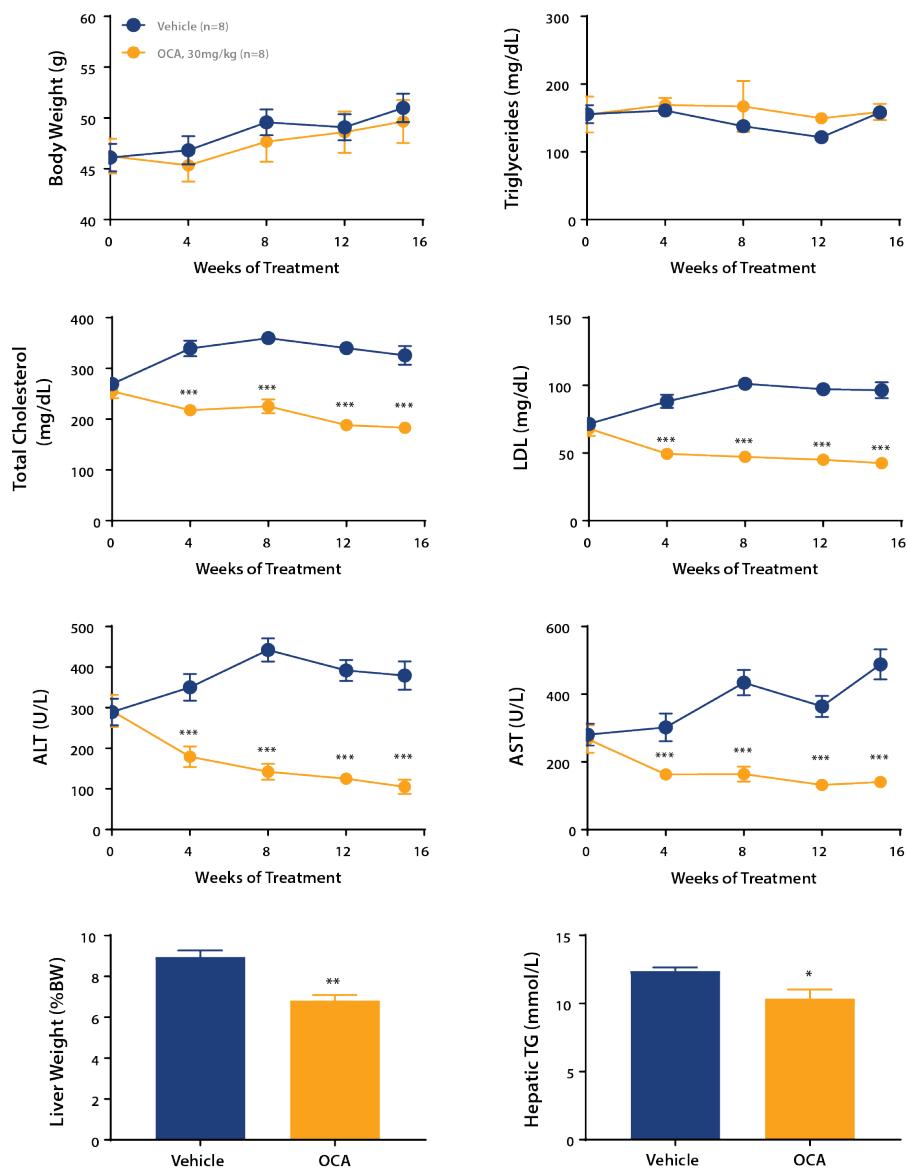 Body Weight (g)
60
55
50
45
40
Vehicle (n=8)
OCA, 30mg/kg (n=8)
0 4 8 12 16
Weeks of Treatment
Triglycerides (mg/dL)
300
200
100
0
0 4 8 12 16
Weeks of Treatment
Total Cholesterol
(mg/dL)
400
300
200
100
0
*** *** *** ***
0 4 8 12 16
Weeks of Treatment
LDL (mg/dL)
150
100
50
0
*** *** *** ***
0 4 8 12 16
Weeks of Treatment
ALT (U/L)
500
400
300
200
100
0
*** *** *** ***
0 4 8 12 16
Weeks of Treatment
AST (U/L)
600
400
200
0
*** *** *** ***
0 4 8 12 16
Weeks of Treatment
Liver Weight (%BW)
10
8
6
4
2
0
**
Vehicle OCA
Hepatic TG (mmol/L)
15
10
5
0
*
Vehicle OCA